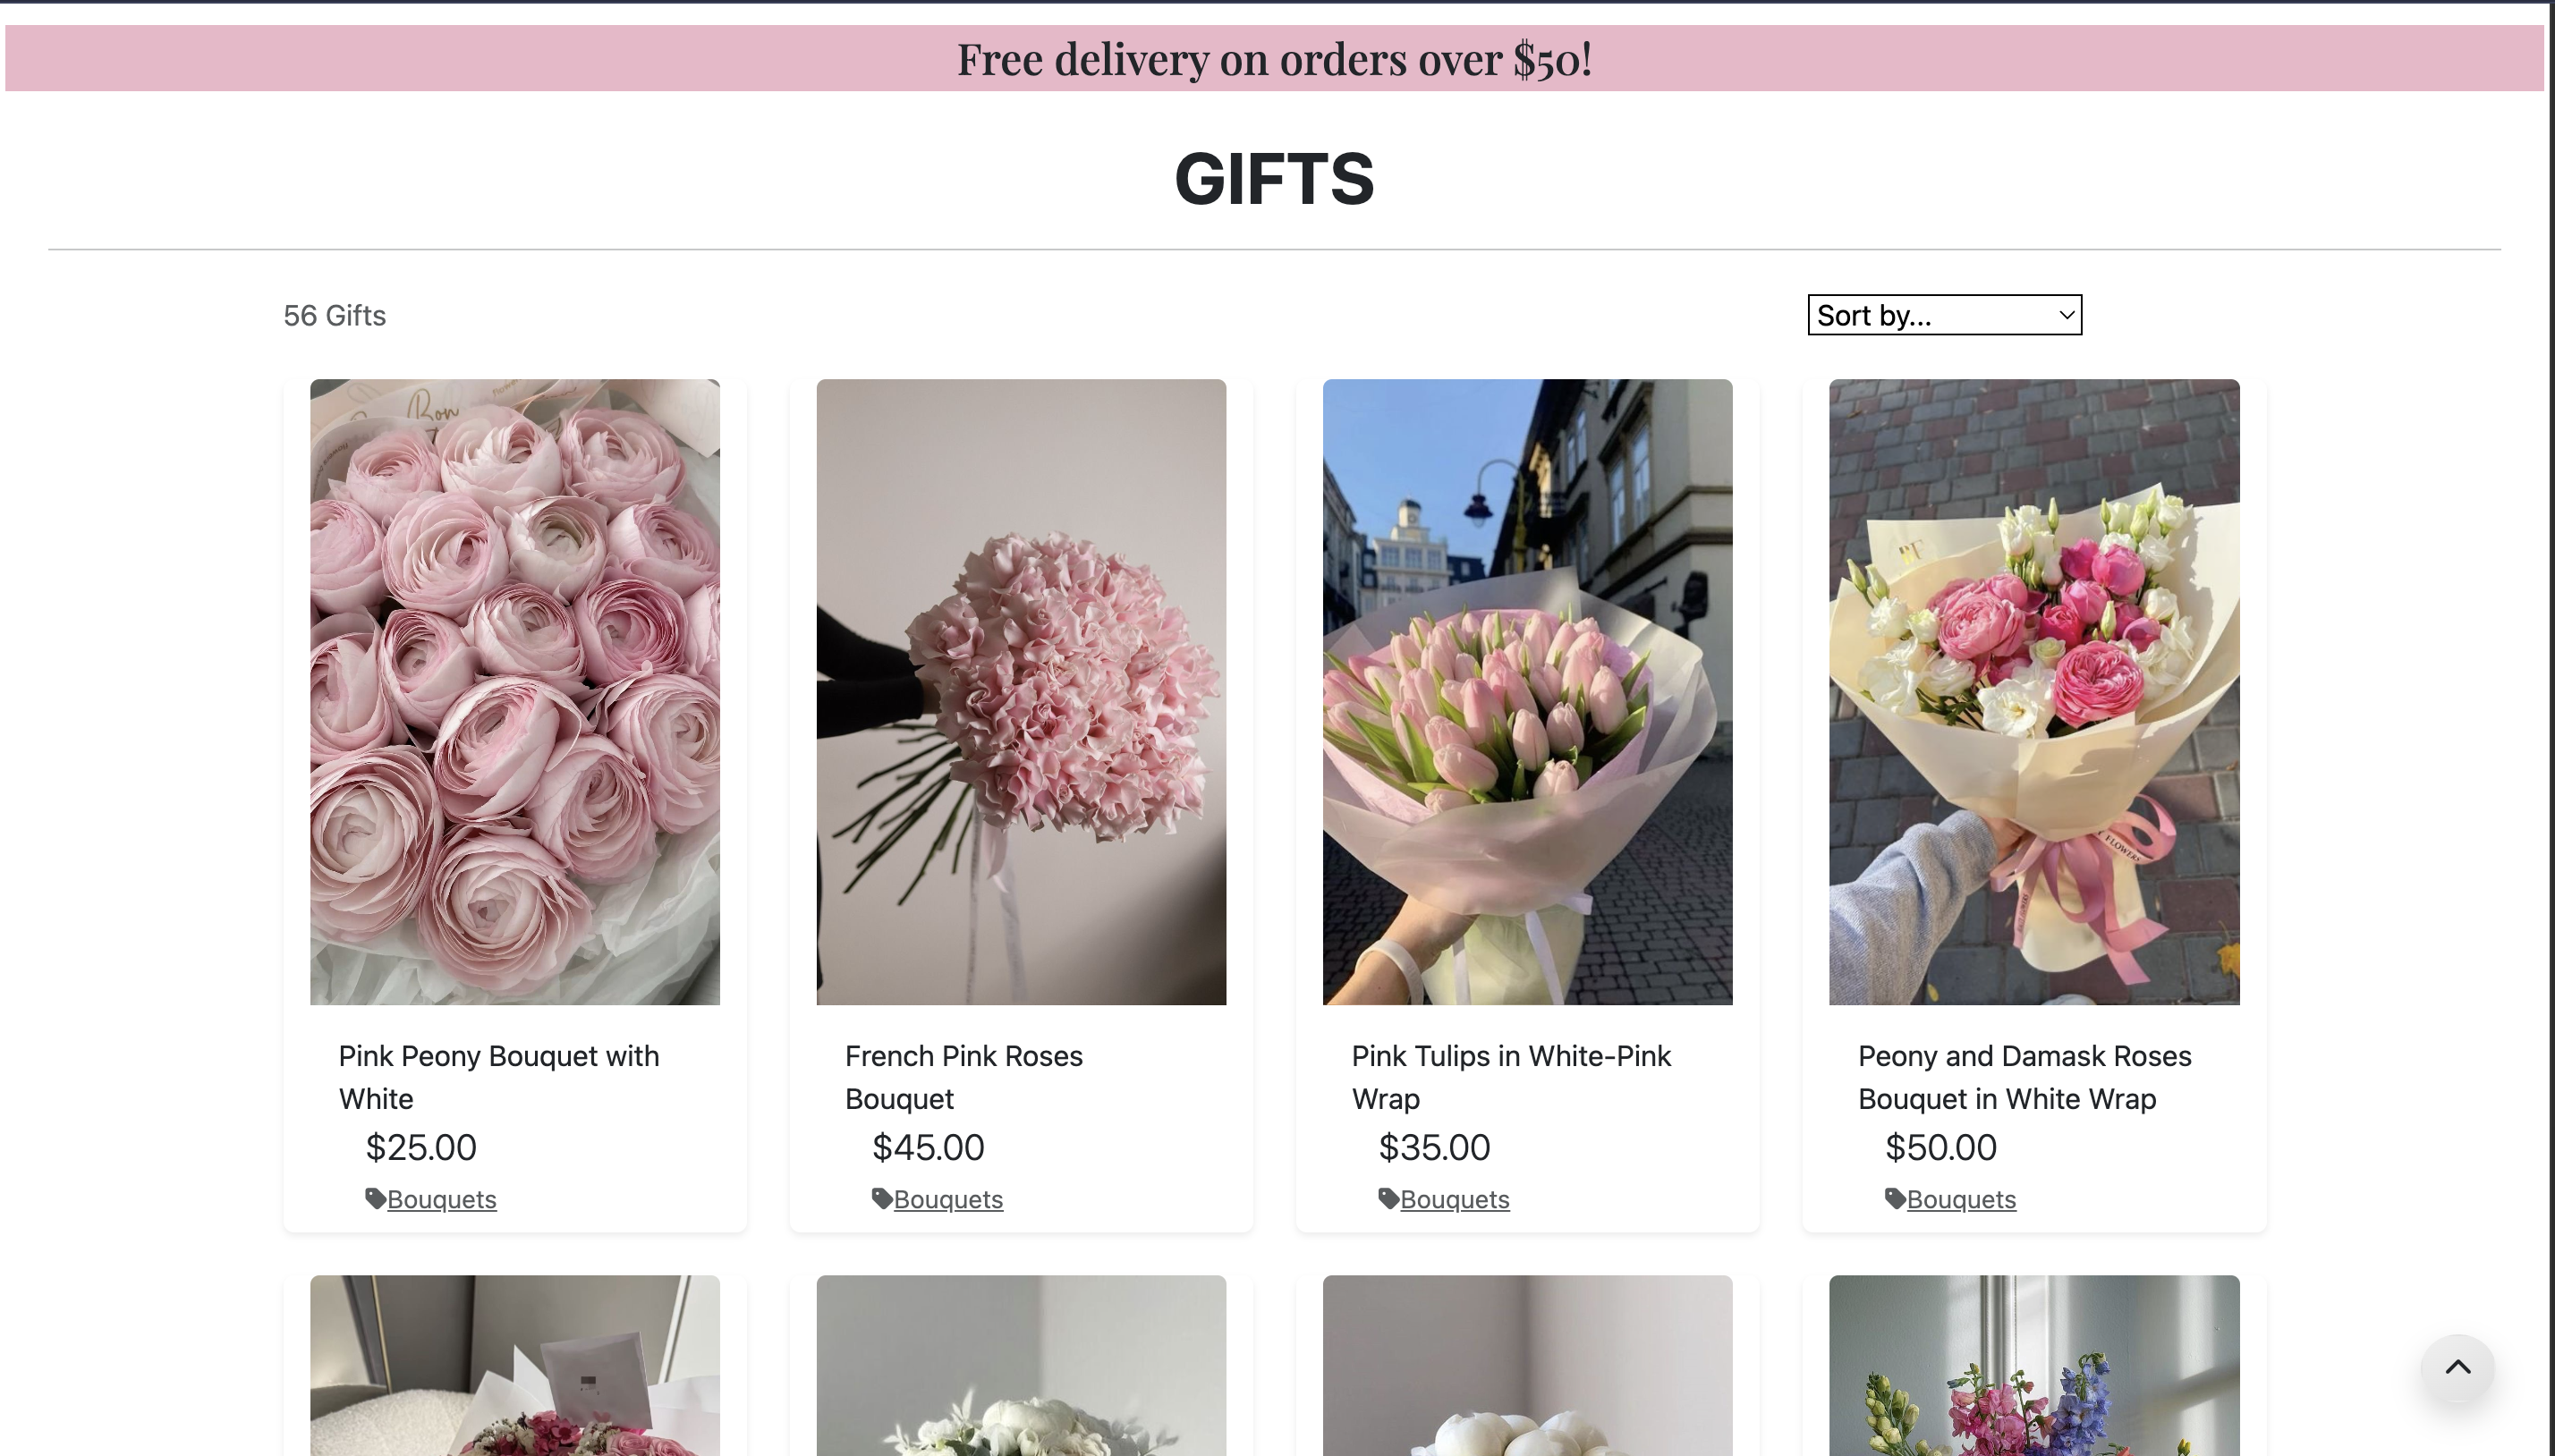 Free delivery on orders over $50!
GIFTS
56 Gifts
Sort by...
Bon
Pink Peony Bouquet with
White
$25.00
Bouquets
French Pink Roses
Bouquet
$45.00
Bouquets
Pink Tulips in White-Pink
Wrap
$35.00
Bouquets
FLOWERS
Peony and Damask Roses
Bouquet in White Wrap
$50.00
Bouquets